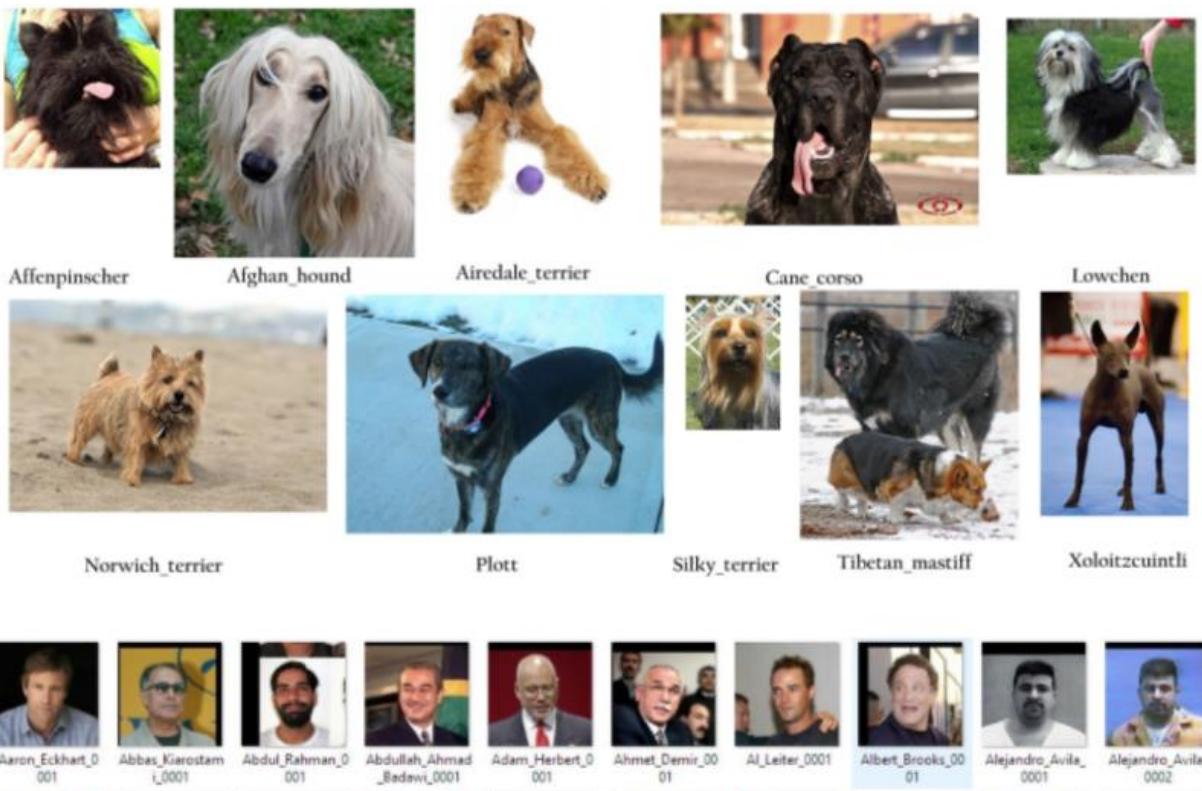 Affenpinscher
Afghan_hound
Airedale_terrier
Cane_corso
Lowchen
Norwich_terrier
Plott
Silky_terrier
Tibetan_mastiff
Xoloitzcuintli
Aaron_Eckhart_0
001
Abbas_Kiarostam
i_0001
Abdul_Rahman_0
001
Abdullah_Ahmad
_Badawi_0001
Adam_Herbert_0
001
Ahmet_Demir_00
01
Al_Leiter_0001
Albert_Brooks_00
01
Alejandro_Avila_
0001
Alejandro_Avila
0002